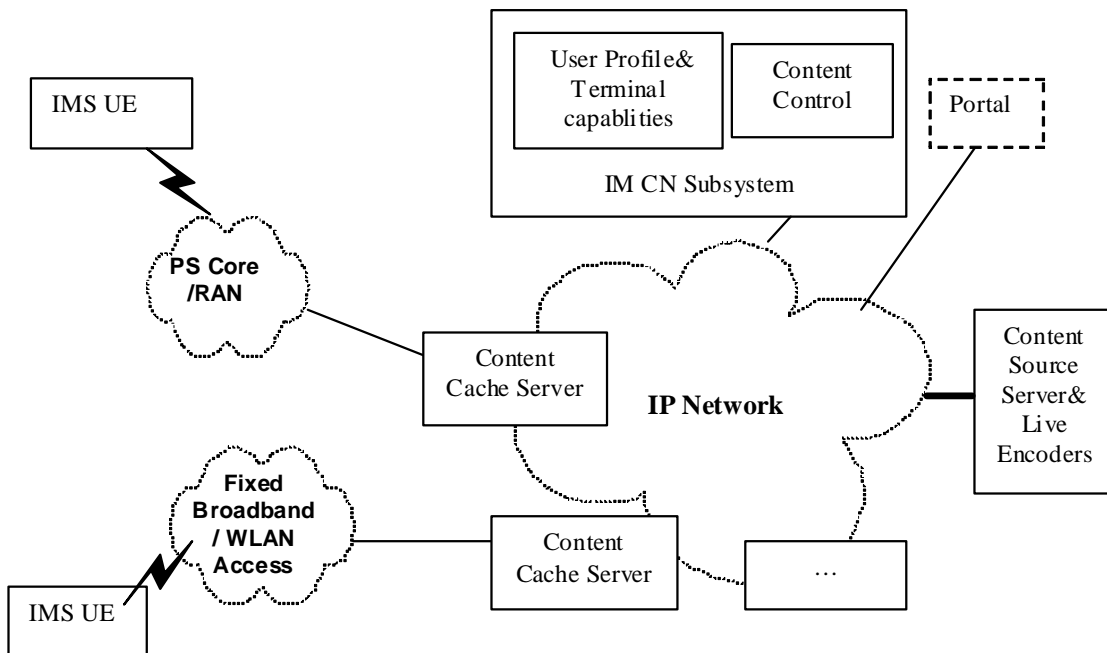 User Profile&
Terminal
capablities
Content
Control
IM CN Subsystem
Portal
IMS UE
PS Core
/RAN
Content
Cache Server
IP Network
Content
Source
Server&
Live
Encoders
Fixed
Broadband
/ WLAN
Access
Content
Cache Server
...
IMS UE